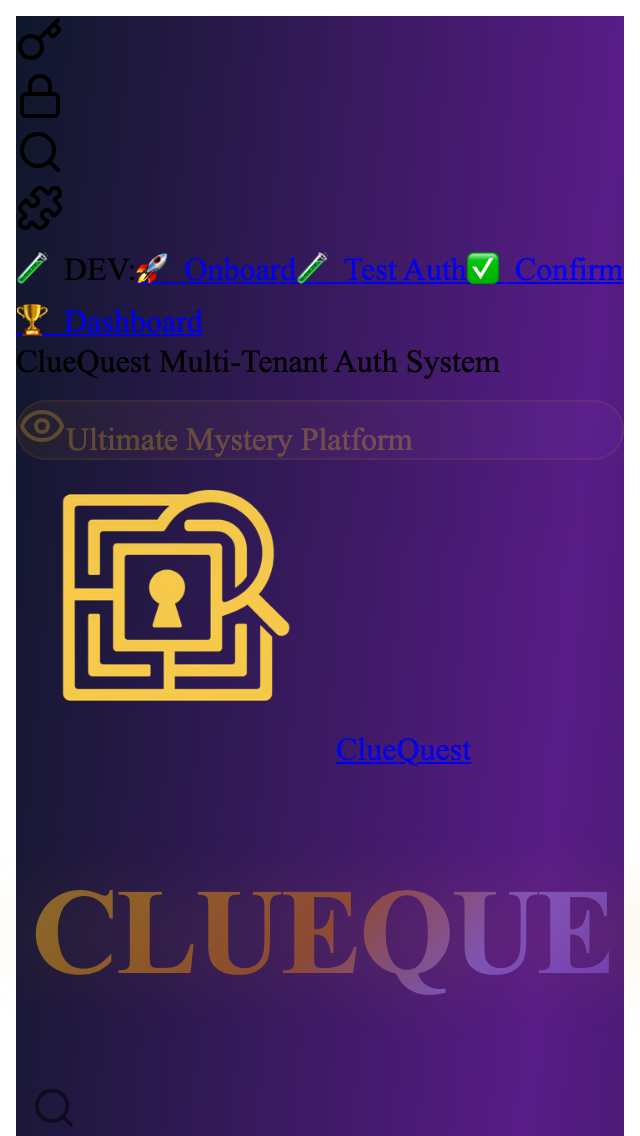 🧪 DEV:🚀 Onboard🧪 Test Auth✅ Confirm
🏆 Dashboard
ClueQuest Multi-Tenant Auth System
Ultimate Mystery Platform
ClueQuest
CLUEQUE